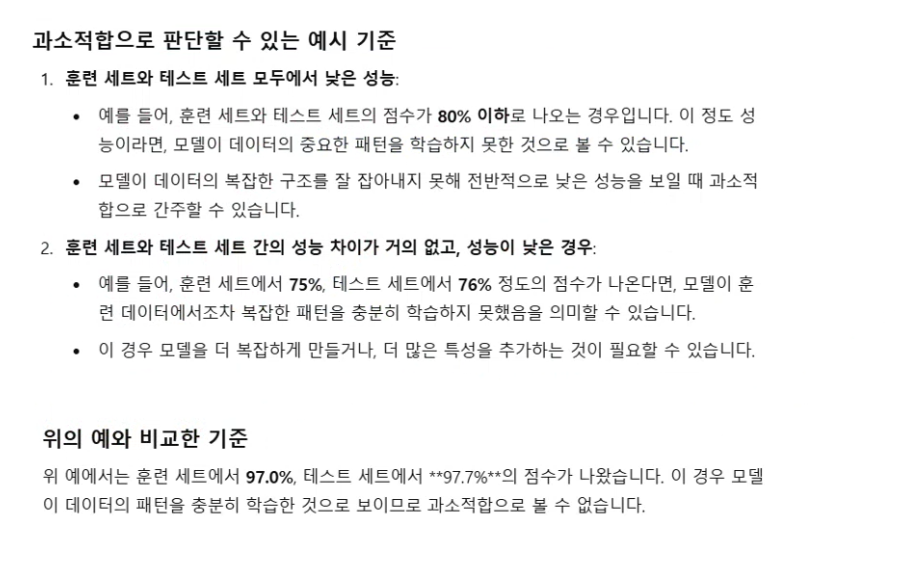 과소적합으로 판단할 수 있는 예시 기준
1. 훈련 세트와 테스트 세트 모두에서 낮은 성능:
• 예를 들어, 훈련 세트와 테스트 세트의 점수가 80% 이하로 나오는 경우입니다. 이 정도 성
능이라면, 모델이 데이터의 중요한 패턴을 학습하지 못한 것으로 볼 수 있습니다.
• 모델이 데이터의 복잡한 구조를 잘 잡아내지 못해 전반적으로 낮은 성능을 보일 때 과소적
합으로 간주할 수 있습니다.
2. 훈련 세트와 테스트 세트 간의 성능 차이가 거의 없고, 성능이 낮은 경우:
• 예를 들어, 훈련 세트에서 75%, 테스트 세트에서 76% 정도의 점수가 나온다면, 모델이 훈
련 데이터에서조차 복잡한 패턴을 충분히 학습하지 못했음을 의미할 수 있습니다.
• 이 경우 모델을 더 복잡하게 만들거나, 더 많은 특성을 추가하는 것이 필요할 수 있습니다.
위의 예와 비교한 기준
위 예에서는 훈련 세트에서 97.0%, 테스트 세트에서 **97.7%**의 점수가 나왔습니다. 이 경우 모델
이 데이터의 패턴을 충분히 학습한 것으로 보이므로 과소적합으로 볼 수 없습니다.